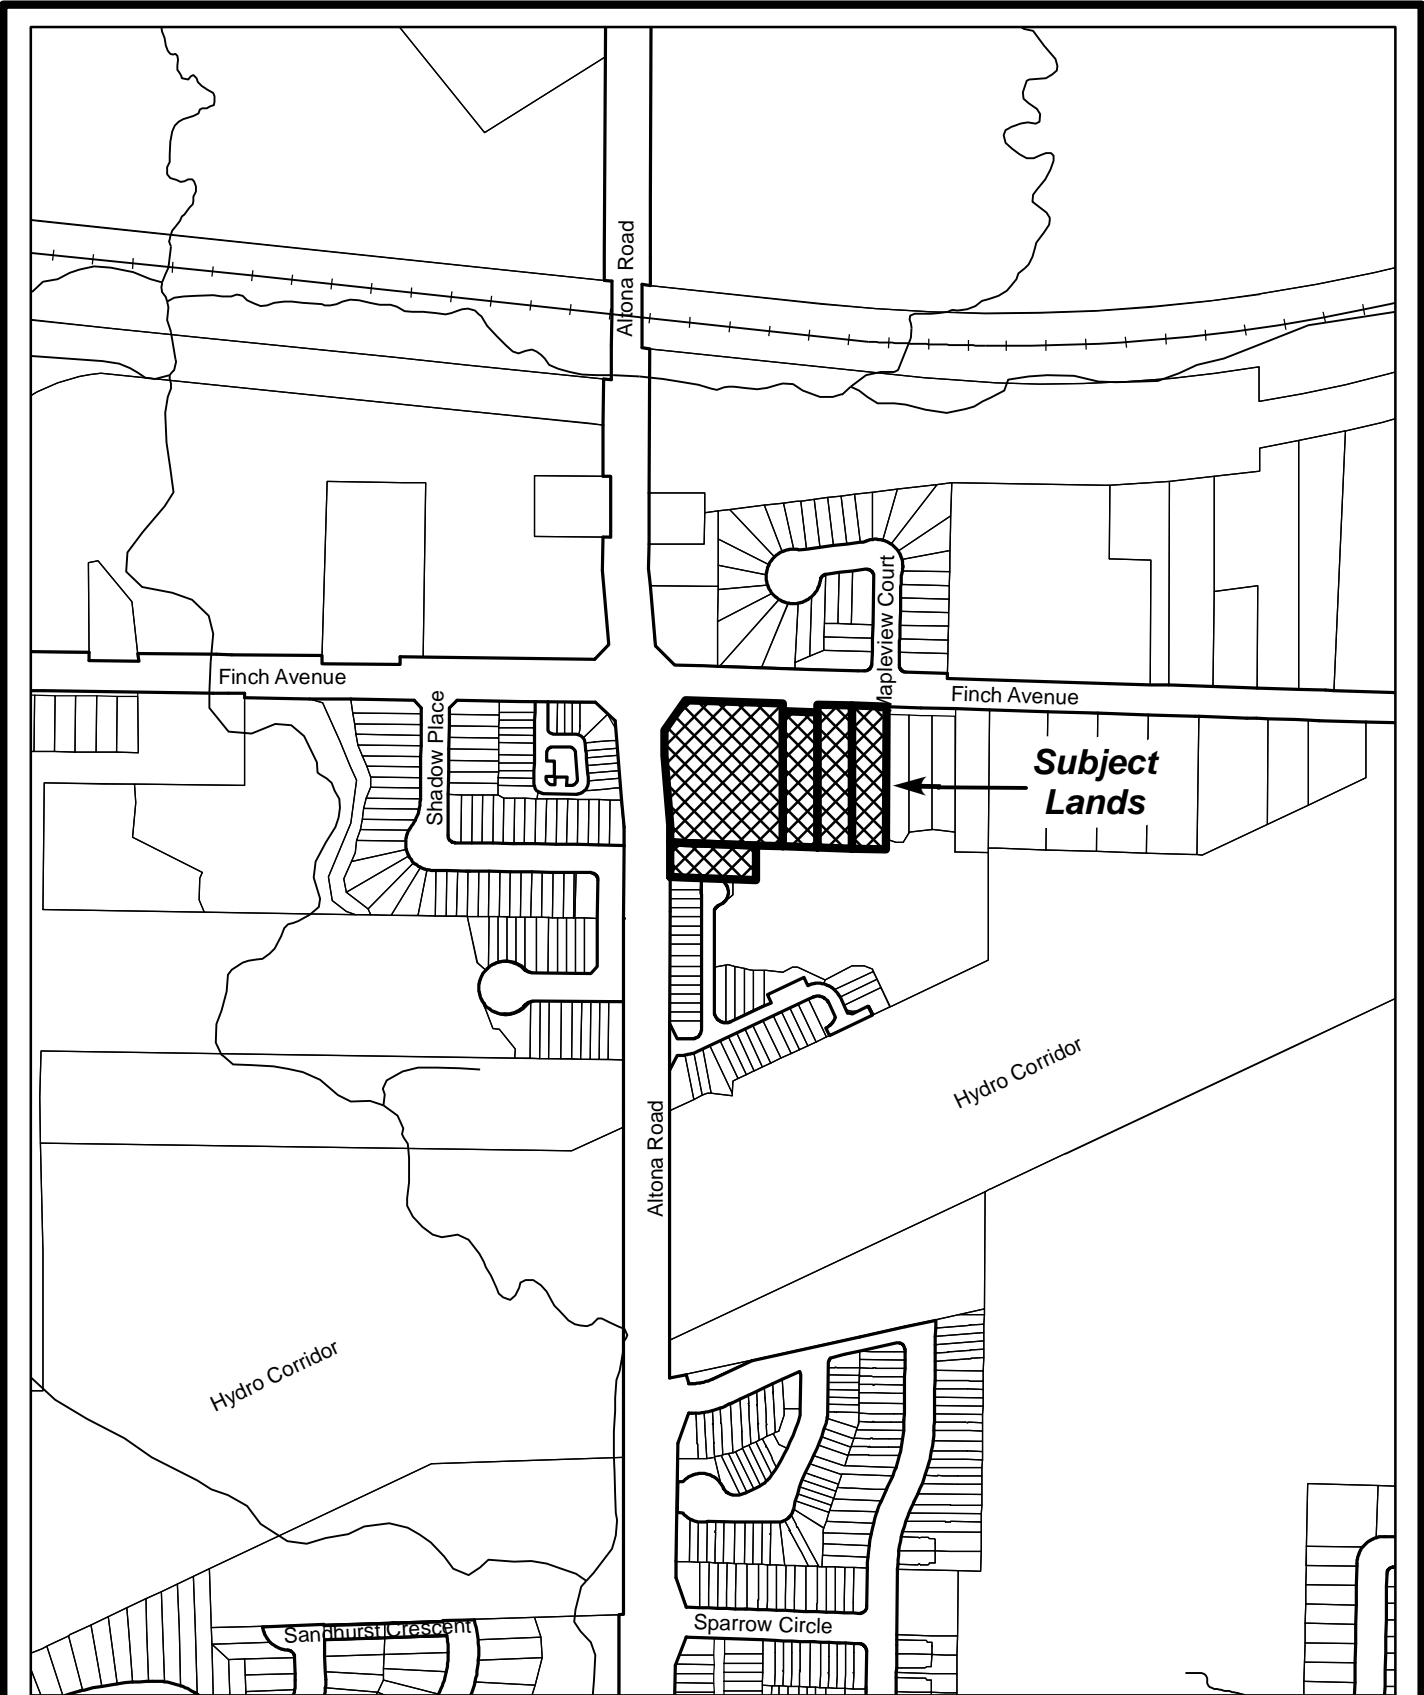 Altona Road
Mapleview Court
Finch Avenue
Finch Avenue
Shadow Place
Subject
Lands
Hydro Corridor
Altona Road
Hydro Corridor
Sandhurst Crescent
Sparrow Circle